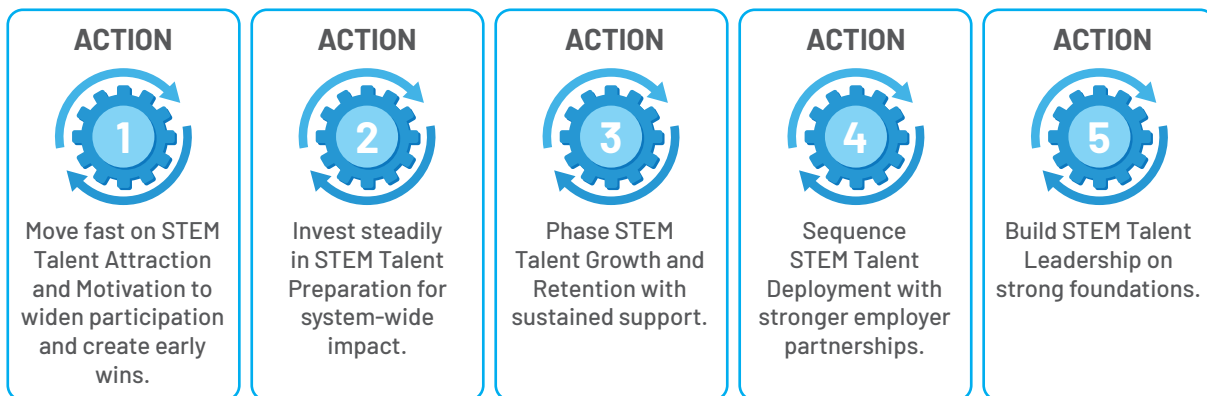 ACTION
1
Move fast on STEM
Talent Attraction
and Motivation to
widen participation
and create early
wins.
ACTION
2
Invest steadily
in STEM Talent
Preparation for
system-wide
impact.
ACTION
3
Phase STEM
Talent Growth and
Retention with
sustained support.
ACTION
4
Sequence
STEM Talent
Deployment with
stronger employer
partnerships.
ACTION
5
Build STEM Talent
Leadership on
strong foundations.